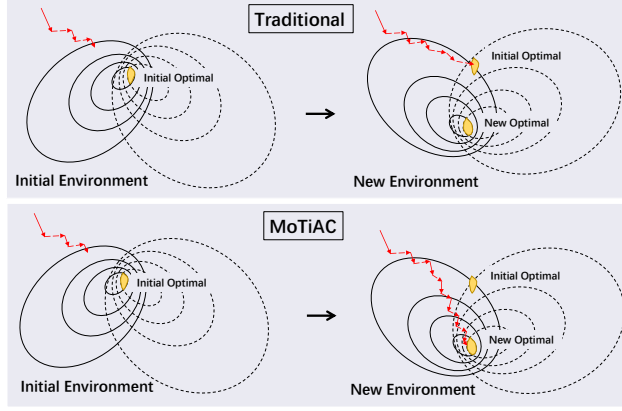 Traditional
Initial Optimal
Initial Environment
Initial Optimal
New Optimal
New Environment
MoTiAC
Initial Optimal
Initial Environment
Initial Optimal
New Optimal
New Environment